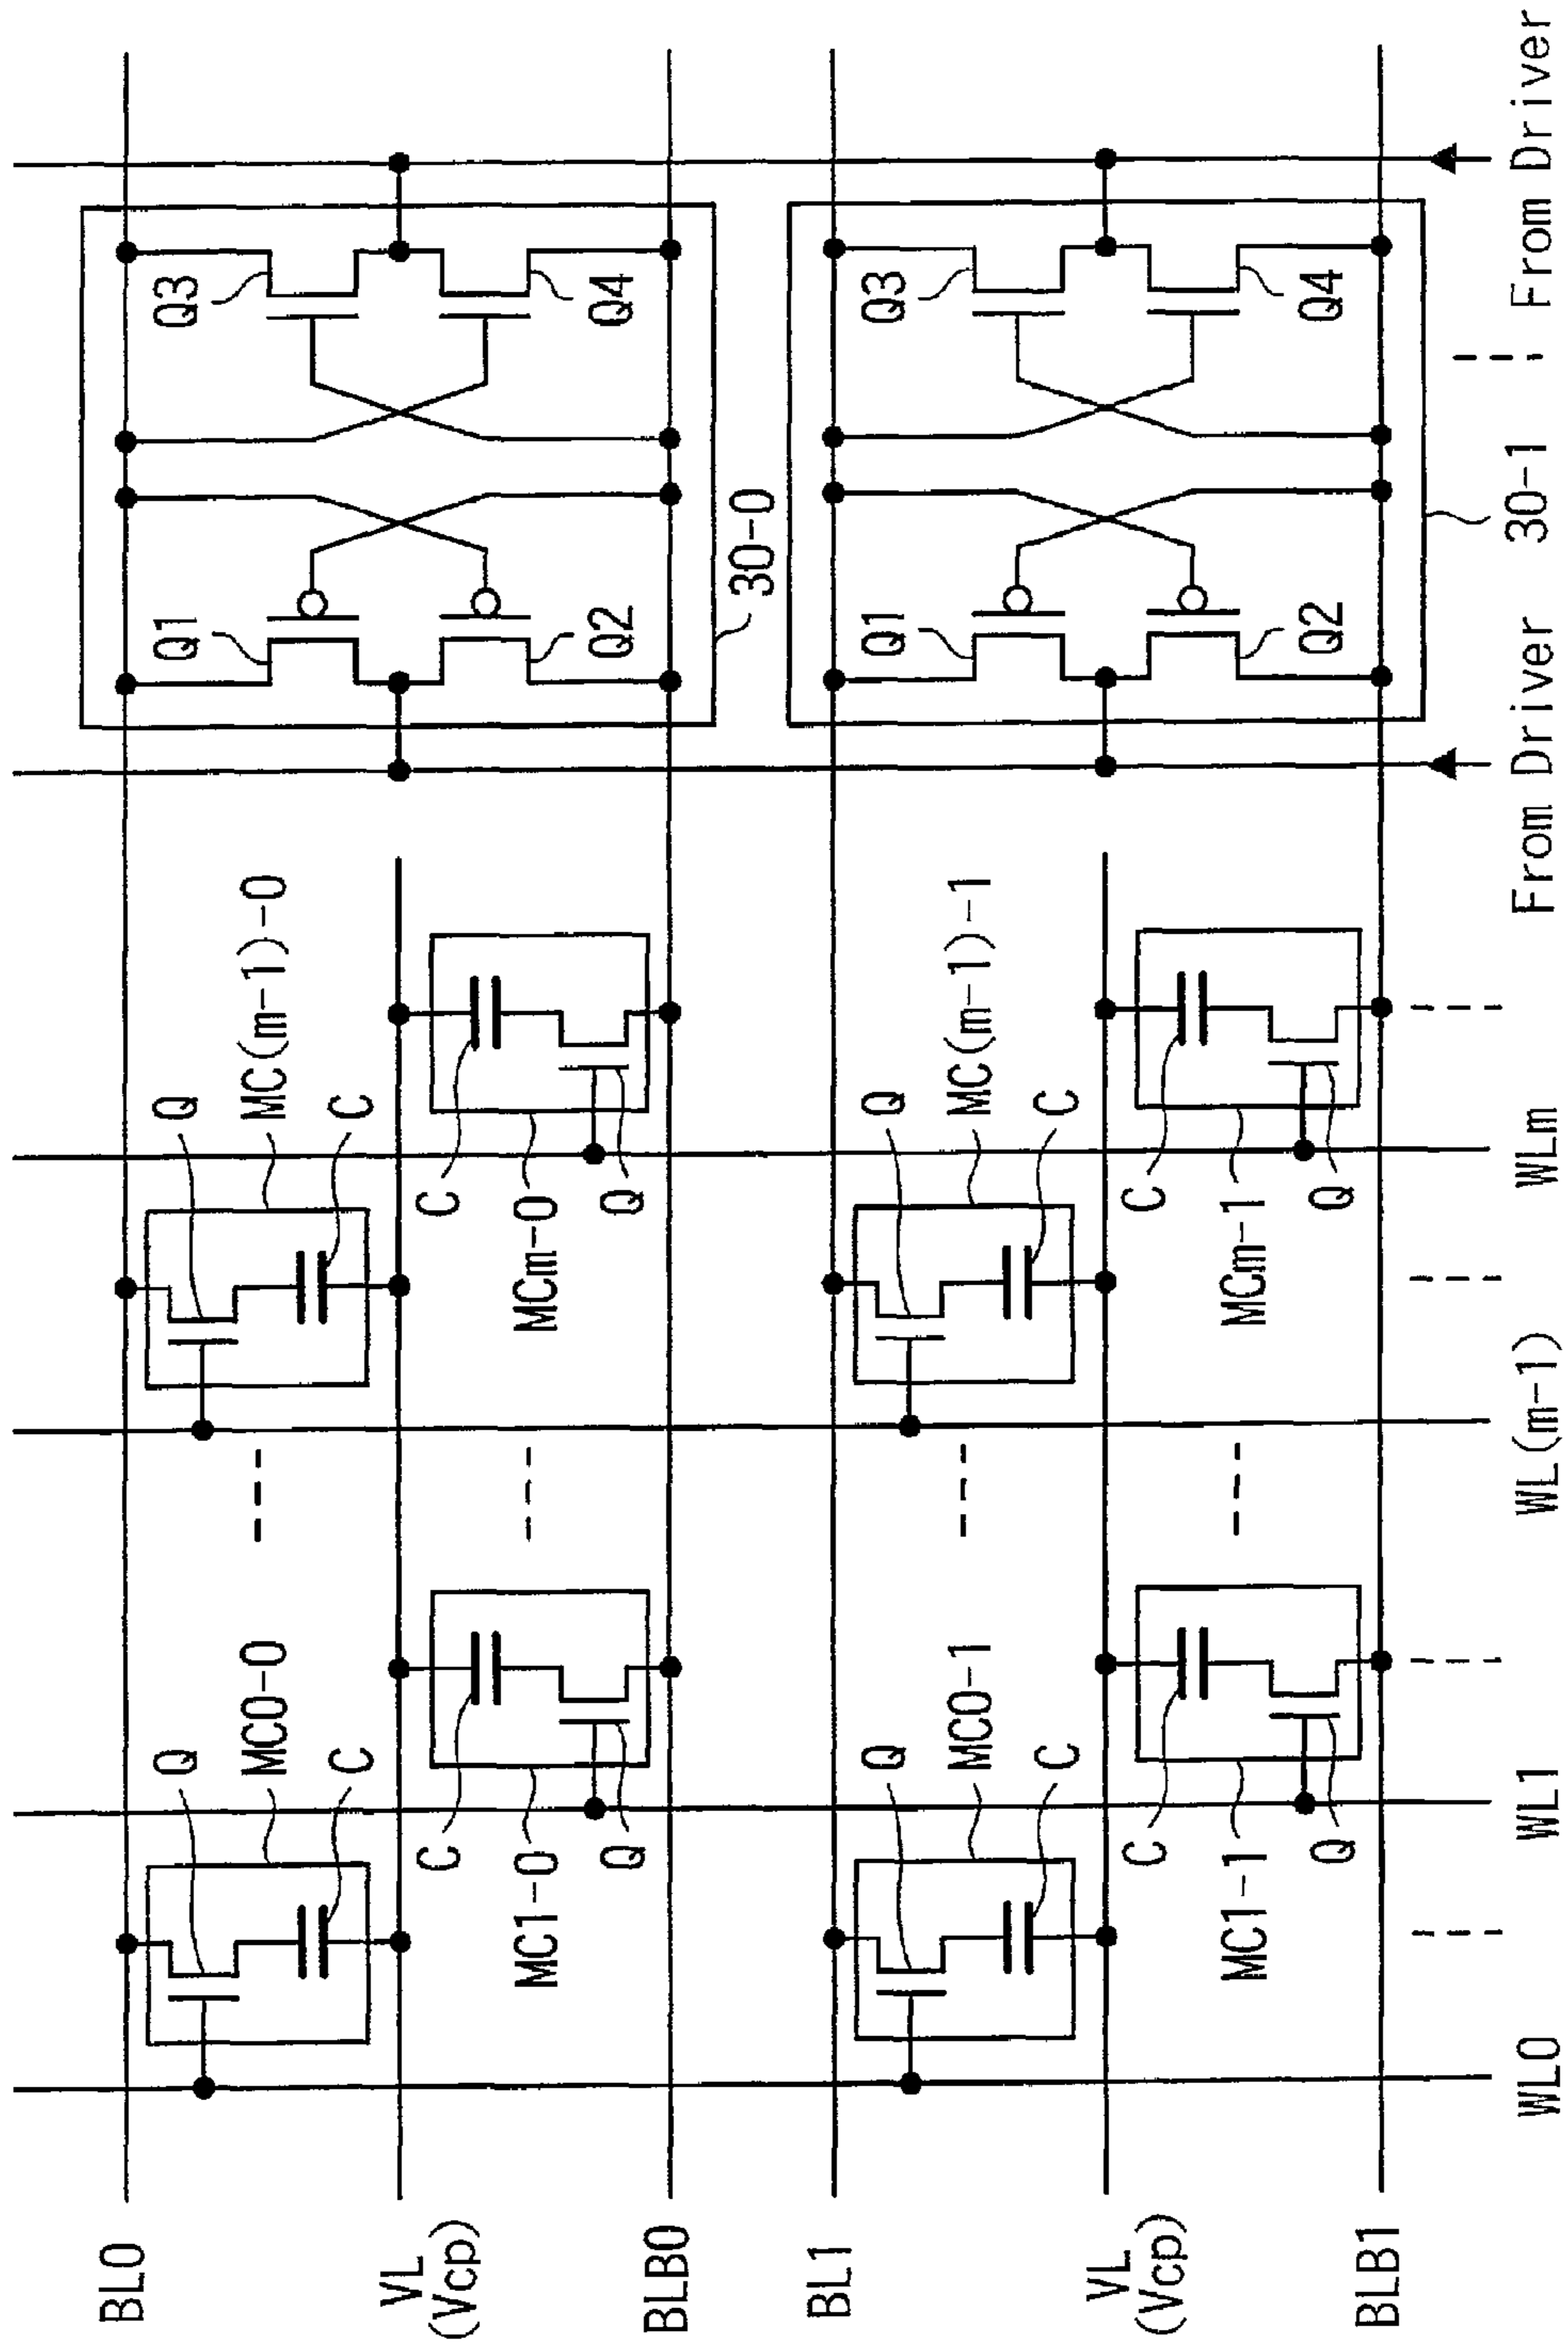 BL0
Q
Q
Q1
Q3
MC0-0
MC(m-1)-0
C
C
VL
(Vcp)
C
C
MC1-0
MCm-0
Q
Q
Q2
Q4
BLB0
30-0
BL1
Q
Q
Q1
Q3
MC0-1
MC(m-1)-1
C
C
VL
(Vcp)
C
C
MC1-1
MCm-1
Q
Q
Q2
Q4
BLB1
WL0
WL1
WL(m-1)
WLm
From Driver
30-1
From Driver